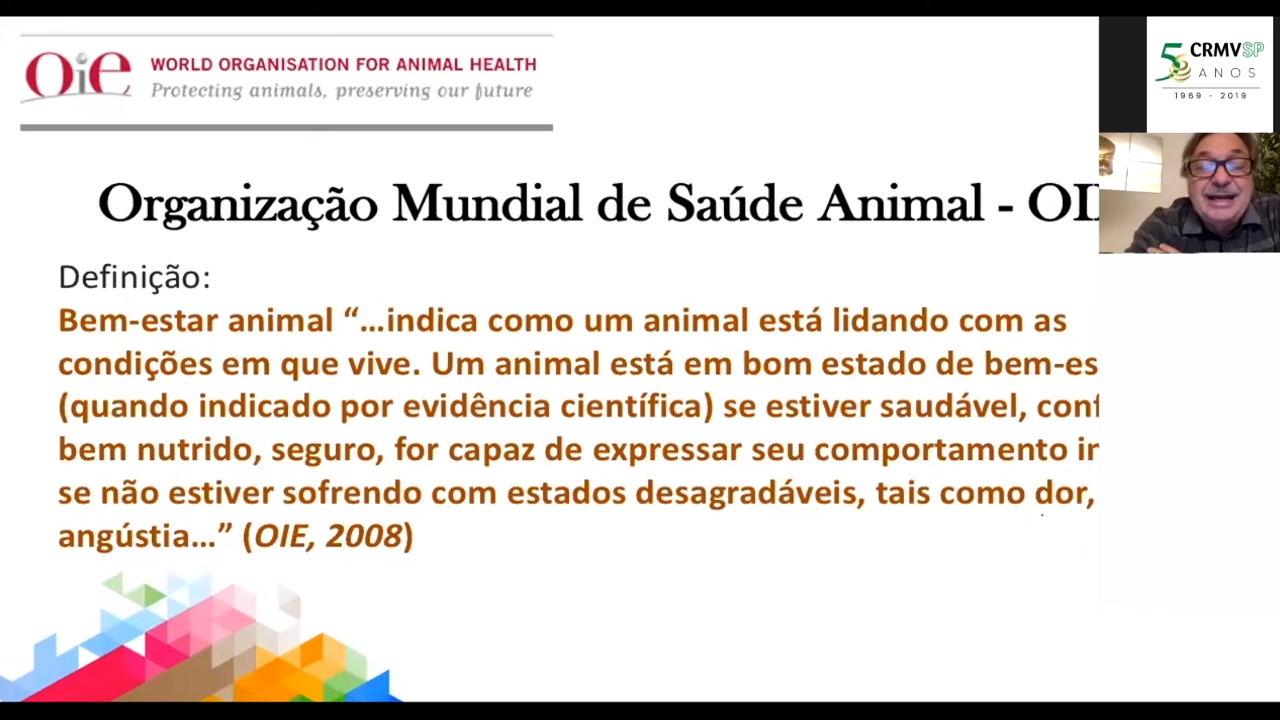 OiE WORLD ORGANISATION FOR ANIMAL HEALTH
Protecting animals, preserving our future
5 CRMVSP
ANOS
1969 - 2019
Organização Mundial de Saúde Animal -
Definição:
Bem-estar animal “...indica como um animal está lidando com as
condições em que vive. Um animal está em bom estado de bem-es
(quando indicado por evidência científica) se estiver saudável,
bem nutrido, seguro, for capaz de expressar seu comportamento
se não estiver sofrendo com estados desagradáveis, tais como dor,
angústia...” (OIE, 2008)